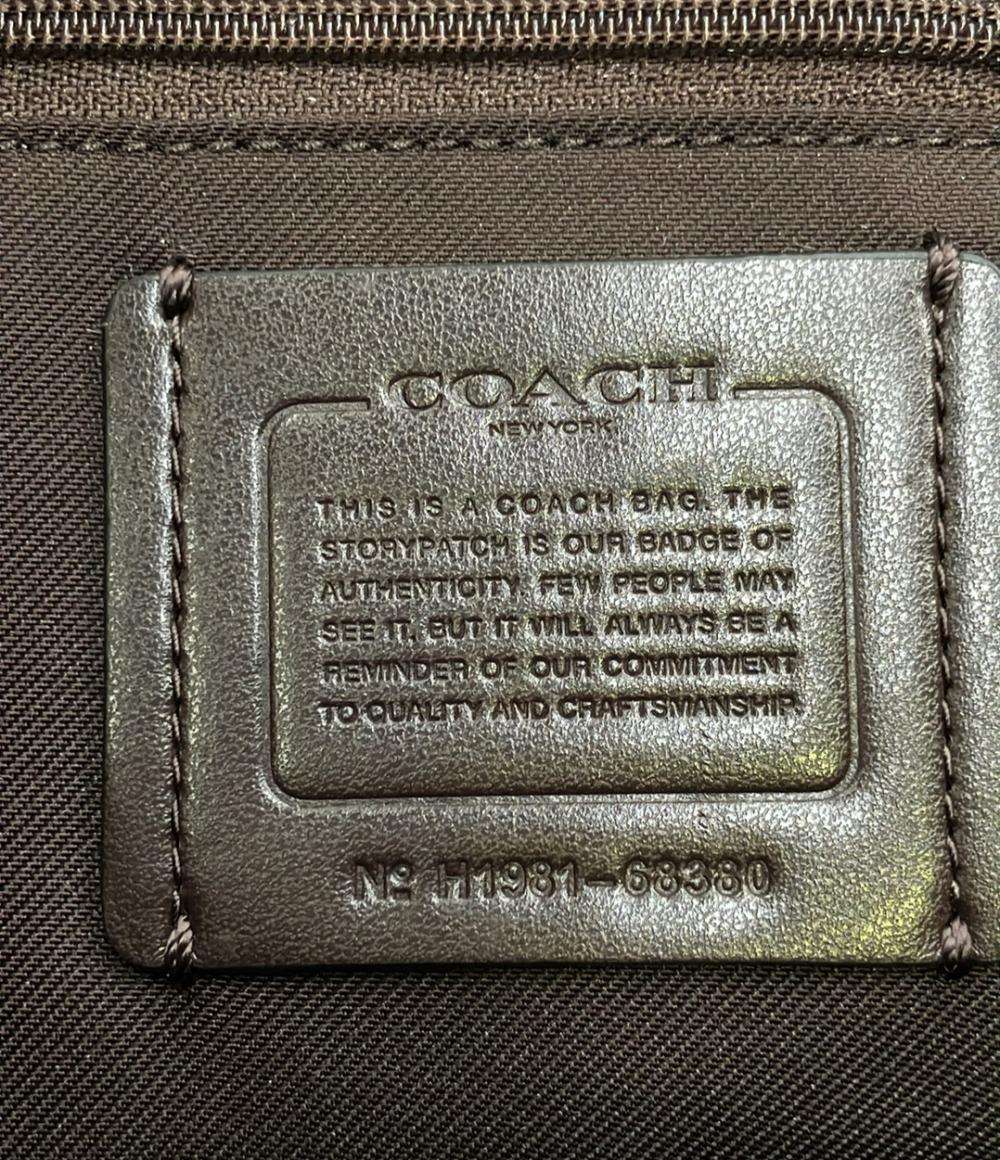 COACH
NEW YORK
THIS IS A COACH BAG. THE
STORYPATCH IS OUR BADGE OF
AUTHENTICITY. FEW PEOPLE MAY
SEE IT, BUT IT WILL ALWAYS BE A
REMINDER OF OUR COMMITMENT
TO QUALITY AND CRAFTSMANSHIP.
Nº H1981-68380